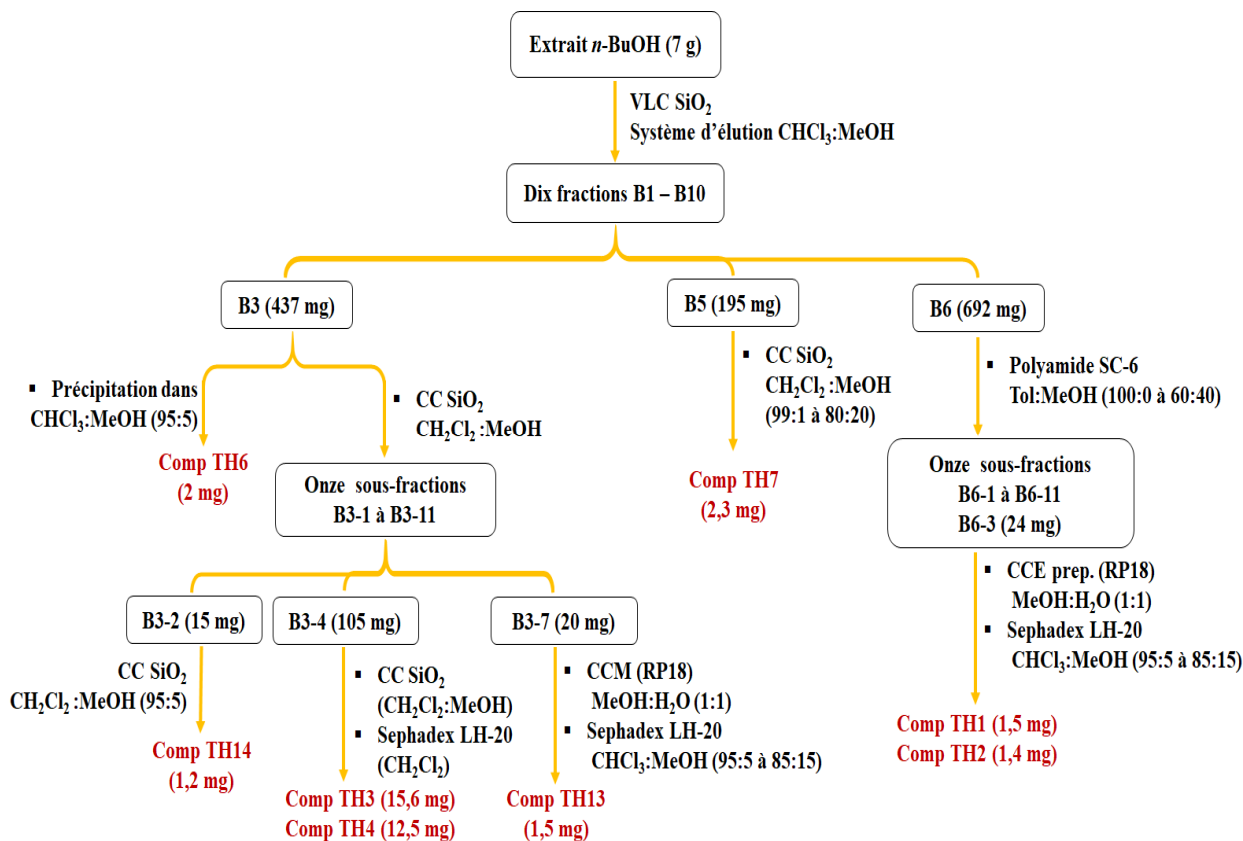 Extrait n-BuOH (7 g)
VLC SiO₂
Système d’élution CHCl₃:MeOH
Dix fractions B1 – B10
B3 (437 mg)
B5 (195 mg)
B6 (692 mg)
▪ Précipitation dans
CHCl₃:MeOH (95:5)
Comp TH6
(2 mg)
▪ CC SiO₂
CH₂Cl₂ :MeOH
▪ CC SiO₂
CH₂Cl₂ :MeOH
(99:1 à 80:20)
Comp TH7
(2,3 mg)
▪ Polyamide SC-6
Tol:MeOH (100:0 à 60:40)
Onze sous-fractions
B3-1 à B3-11
Onze sous-fractions
B6-1 à B6-11
B6-3 (24 mg)
B3-2 (15 mg)
B3-4 (105 mg)
B3-7 (20 mg)
CC SiO₂
CH₂Cl₂ :MeOH (95:5)
Comp TH14
(1,2 mg)
▪ CC SiO₂
(CH₂Cl₂:MeOH)
▪ Sephadex LH-20
(CH₂Cl₂)
Comp TH3 (15,6 mg)
Comp TH4 (12,5 mg)
▪ CCM (RP18)
MeOH:H₂O (1:1)
▪ Sephadex LH-20
CHCl₃:MeOH (95:5 à 85:15)
Comp TH13
(1,5 mg)
▪ CCE prep. (RP18)
MeOH:H₂O (1:1)
▪ Sephadex LH-20
CHCl₃:MeOH (95:5 à 85:15)
Comp TH1 (1,5 mg)
Comp TH2 (1,4 mg)